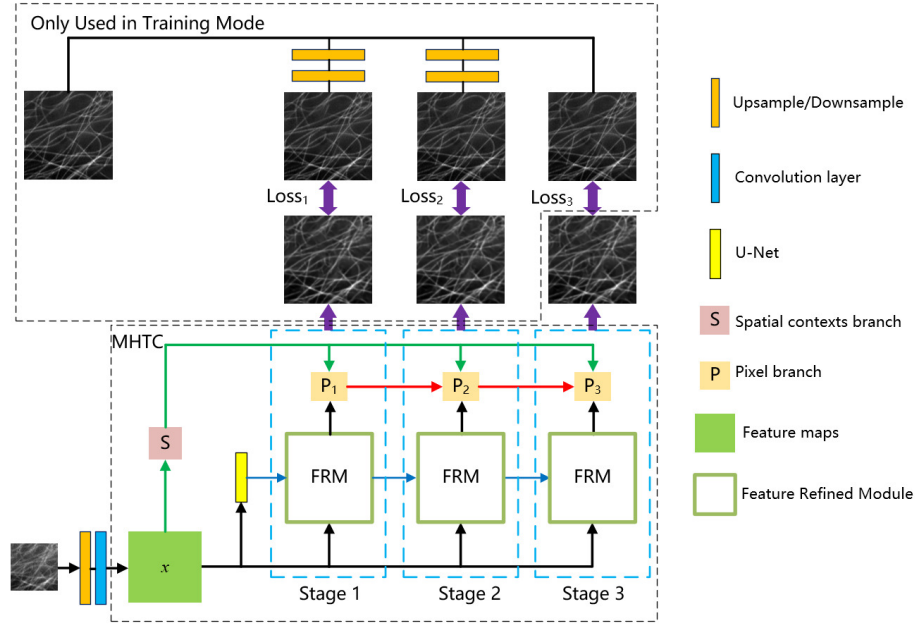 Only Used in Training Mode
Loss₁
Loss₂
Loss₃
MHTC
P₁
P₂
P₃
S
FRM
FRM
FRM
x
Stage 1
Stage 2
Stage 3
Upsample/Downsample
Convolution layer
U-Net
S
Spatial contexts branch
P
Pixel branch
Feature maps
Feature Refined Module